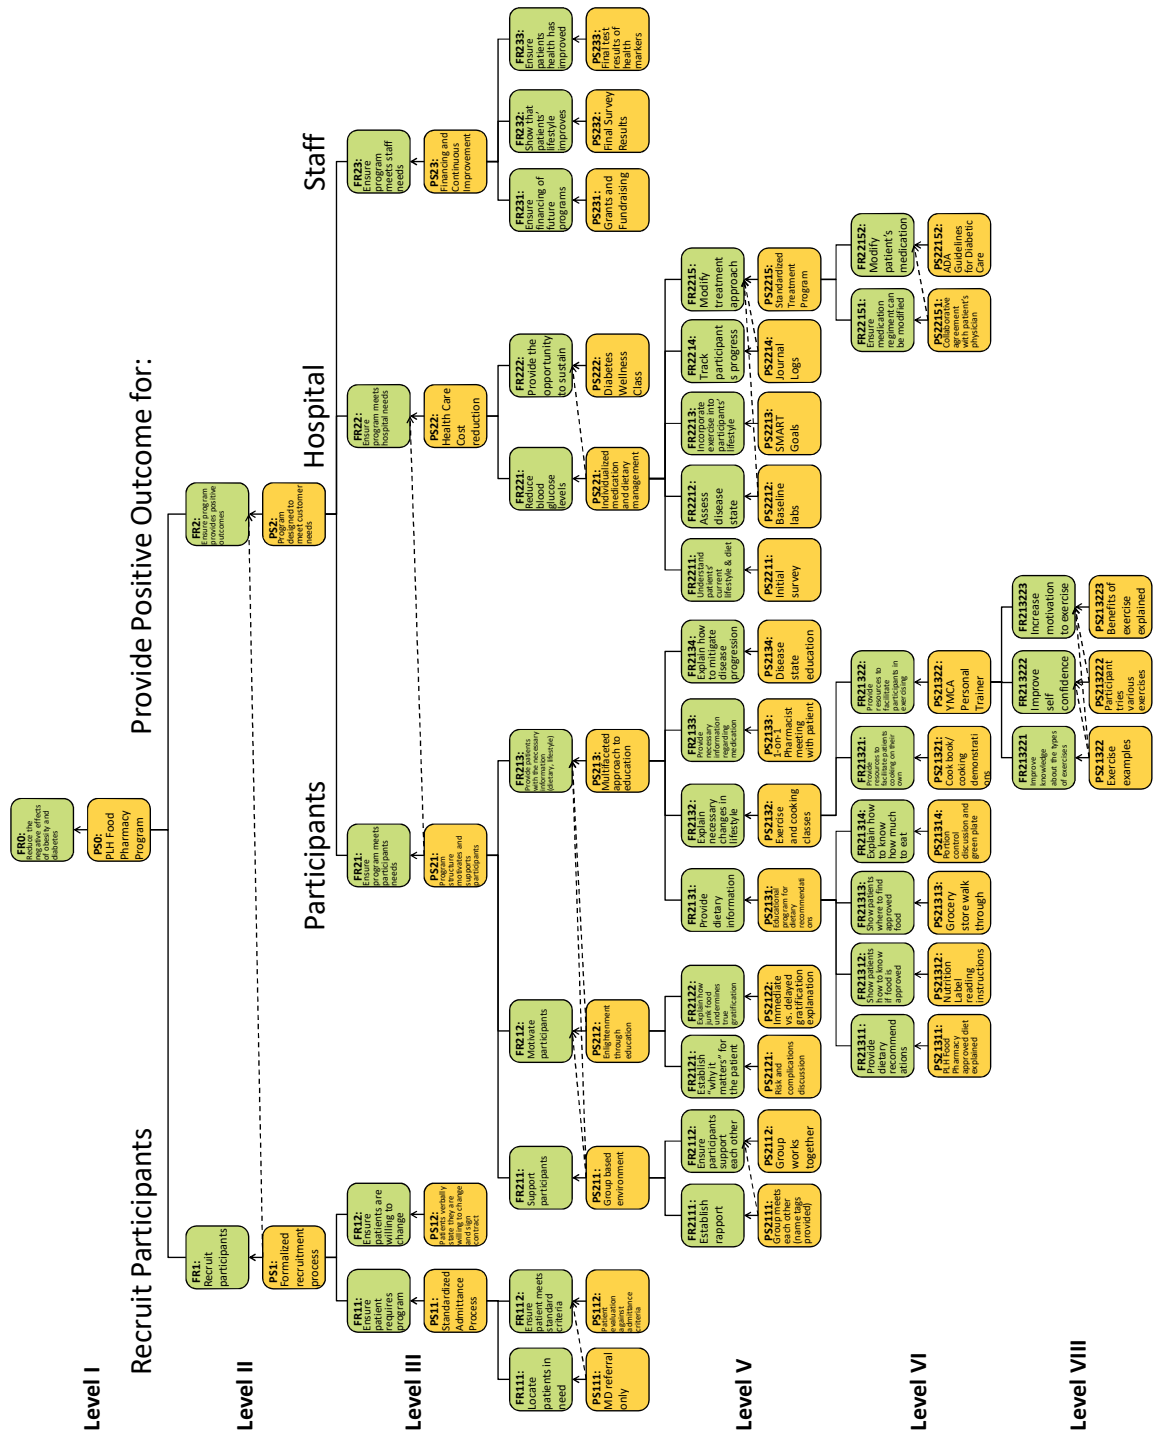 Level I
FR0:
Reduce the
negative effects
of obesity and
diabetes
PS0:
PLH Food
Pharmacy
Program
Recruit Participants
Provide Positive Outcome for:
Level II
FR1:
Recruit
participants
PS1:
Formalized
recruitment
process
FR2:
Ensure program
provides positive
outcomes
PS2:
Program
designed to
meet customer
needs
Participants
Hospital
Staff
Level III
FR11:
Ensure
patient
requires
program
PS11:
Standardized
Admittance
Process
FR12:
Ensure
patients are
willing to
change
PS12:
Patients verbally
state they are
willing to change
and sign
contract
FR21:
Ensure
program meets
participants
needs
PS21:
Program
structure
motivates and
supports
participants
FR22:
Ensure
program meets
hospital needs
PS22:
Health Care
Cost
reduction
FR23:
Ensure
program
meets staff
needs
PS23:
Financing and
Continuous
Improvement
FR111:
Locate
patients in
need
PS111:
MD referral
only
FR112:
Ensure
patient meets
standard
criteria
PS112:
Patient
evaluation
against
admittance
criteria
FR211:
Support
participants
PS211:
Group based
environment
FR212:
Motivate
participants
PS212:
Enlightenment
through
education
FR213:
Provide patients
with the necessary
information
(dietary, lifestyle)
PS213:
Multifaceted
approach to
education
FR221:
Reduce
blood
glucose
levels
PS221:
Individualized
medication
and dietary
management
FR222:
Provide the
opportunity
to sustain
PS222:
Diabetes
Wellness
Class
FR231:
Ensure
financing of
future
programs
PS231:
Grants and
Fundraising
FR232:
Show that
patients'
lifestyle
improves
PS232:
Final Survey
Results
FR233:
Ensure
patients
health has
improved
PS233:
Final test
results of
health
markers
Level V
FR2111:
Establish
rapport
PS2111:
Group meets
each other
(name tags
provided)
FR2112:
Ensure
participants
support
each other
PS2112:
Group
works
together
FR2121:
Establish
"why it
matters" for
the patient
PS2121:
Risk and
complications
discussion
FR2122:
Explain how
junk food
undermines
true
gratification
PS2122:
Immediate
vs. delayed
gratification
explanation
FR2131:
Provide
dietary
information
PS2131:
Educational
program for
dietary
recommendati
ons
FR2132:
Explain
necessary
changes in
lifestyle
PS2132:
Exercise
and cooking
classes
FR2133:
Provide
necessary
information
regarding
medication
PS2133:
1-on-1
Pharmacist
meeting
with patient
FR2134:
Explain how
to mitigate
disease
progression
PS2134:
Disease
state
education
FR2211:
Understand
patients'
current
lifestyle & diet
PS2211:
Initial
survey
FR2212:
Assess
disease
state
PS2212:
Baseline
labs
FR2213:
Incorporate
exercise into
participants'
lifestyle
PS2213:
SMART
Goals
FR2214:
Track
participant
s progress
PS2214:
Journal
Logs
FR2215:
Modify
treatment
approach
PS2215:
Standardized
Treatment
Program
Level VI
FR21311:
Provide
dietary
recommend
ations
PS21311:
PLH Food
Pharmacy
approved diet
explained
FR21312:
Show patients
how to know
if food is
approved
PS21312:
Nutrition
Label
reading
instructions
FR21313:
Show patients
where to find
approved
food
PS21313:
Grocery
store walk
through
FR21314:
Explain how
to know
how much
to eat
PS21314:
Portion
control
discussion and
green plate
FR21321:
Provide
resources to
facilitate patients
cooking on their
own
PS21321:
Cook book/
cooking
demonstrati
ons
FR21322:
Provide
resources to
facilitate
participants in
exercising
PS21322:
YMCA
Personal
Trainer
FR22151:
Ensure
medication
regiment can
be modified
PS22151:
Collaborative
agreement
with patient's
physician
FR22152:
Modify
patient's
medication
PS22152:
ADA
Guidelines
for Diabetic
Care
Level VIII
FR213221
Improve
knowledge
about the types
of exercises
PS21322
Exercise
examples
FR213222
Improve
self
confidence
PS213222
Participant
tries
various
exercises
FR213223
Increase
motivation
to exercise
PS213223
Benefits of
exercise
explained